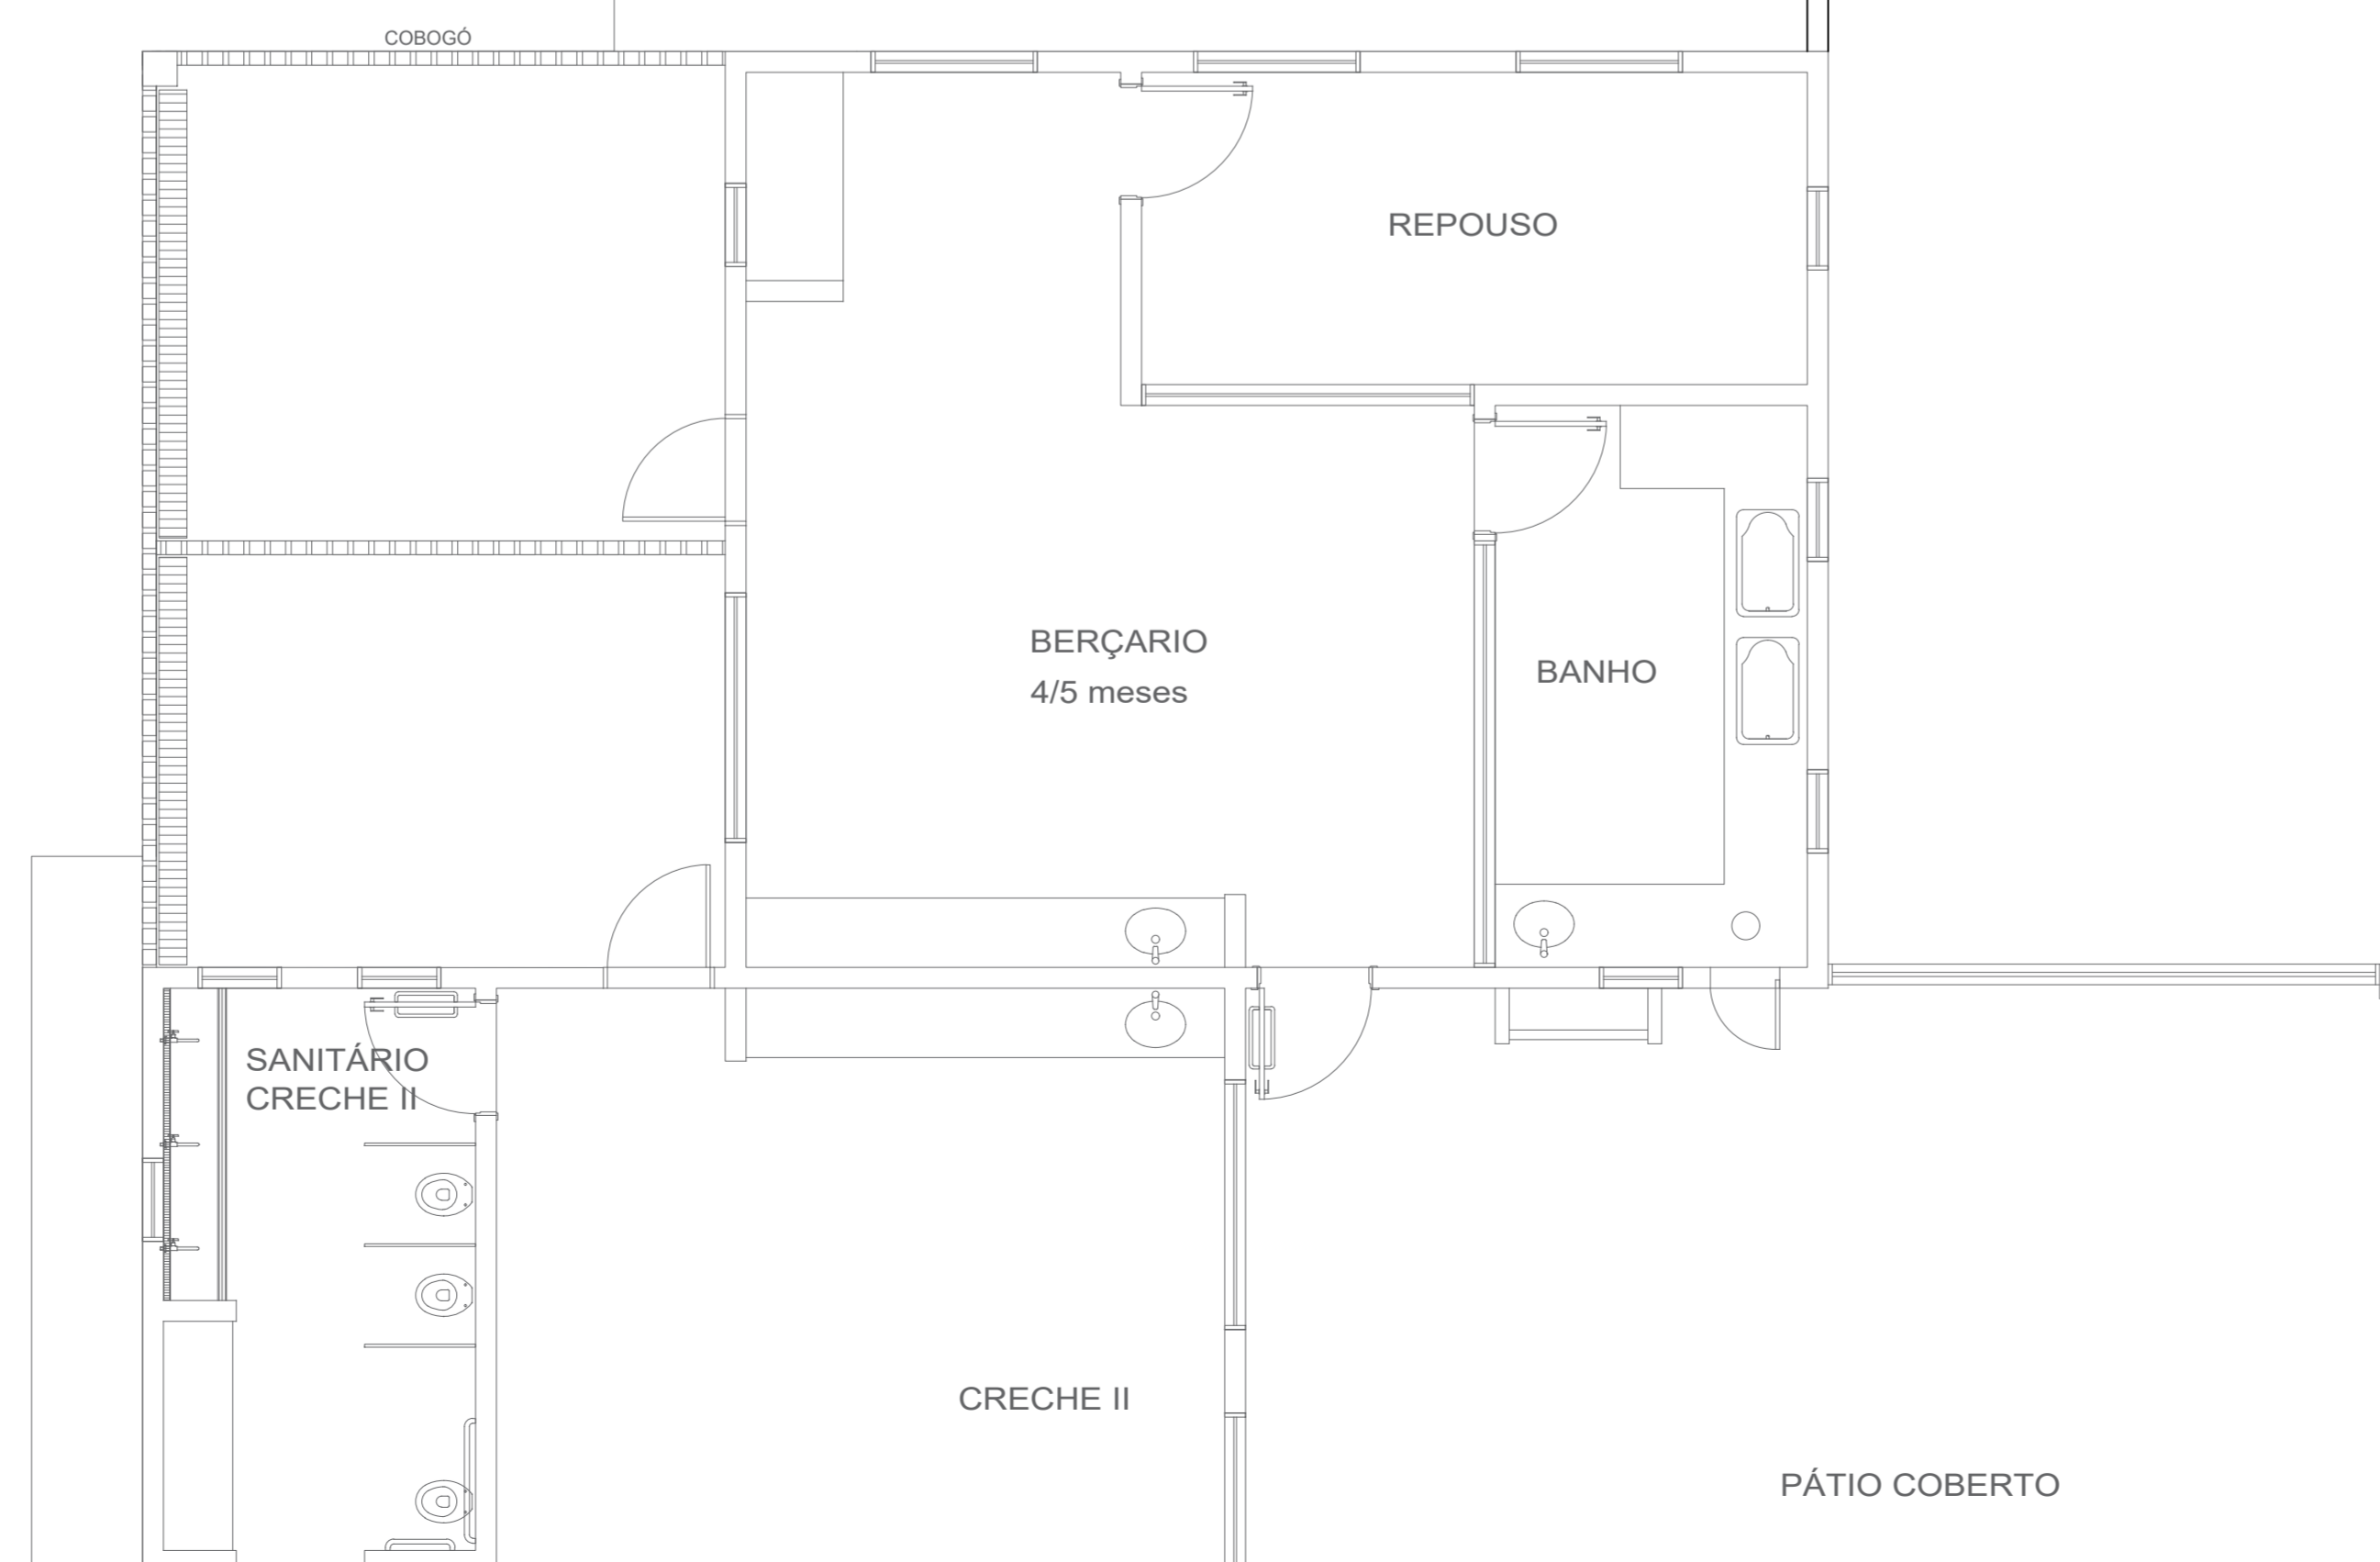 COBOGÓ
REPOUSO
BERÇARIO
4/5 meses
BANHO
SANITÁRIO
CRECHE II
CRECHE II
PÁTIO COBERTO